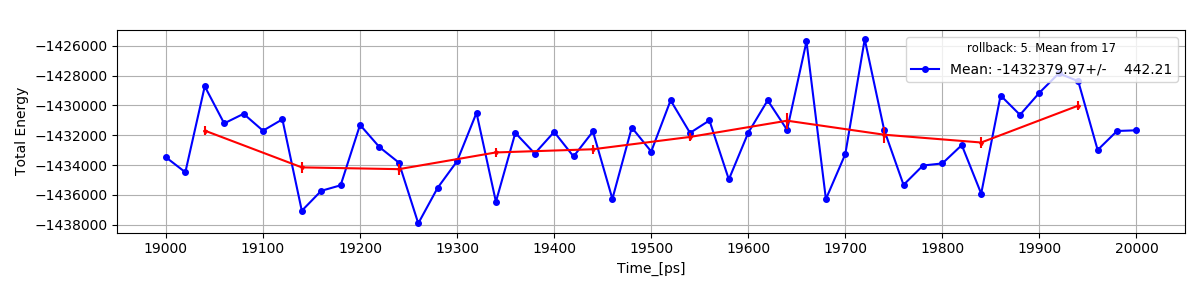 rollback: 5. Mean from 17
Mean: -1432379.97+/- 442.21
Total Energy
−1426000
−1428000
−1430000
−1432000
−1434000
−1436000
−1438000
19000 19100 19200 19300 19400 19500 19600 19700 19800 19900 20000
Time_[ps]